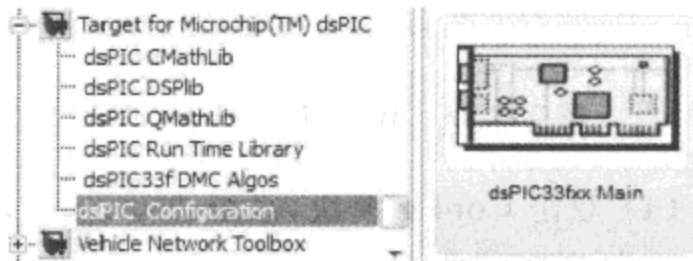 Target for Microchip(TM) dsPIC
dsPIC CMathLib
dsPIC DSPlib
dsPIC QMathLib
dsPIC Run Time Library
dsPIC33f DMC Algos
dsPIC Configuration
Vehicle Network Toolbox
dsPIC33fxx Main